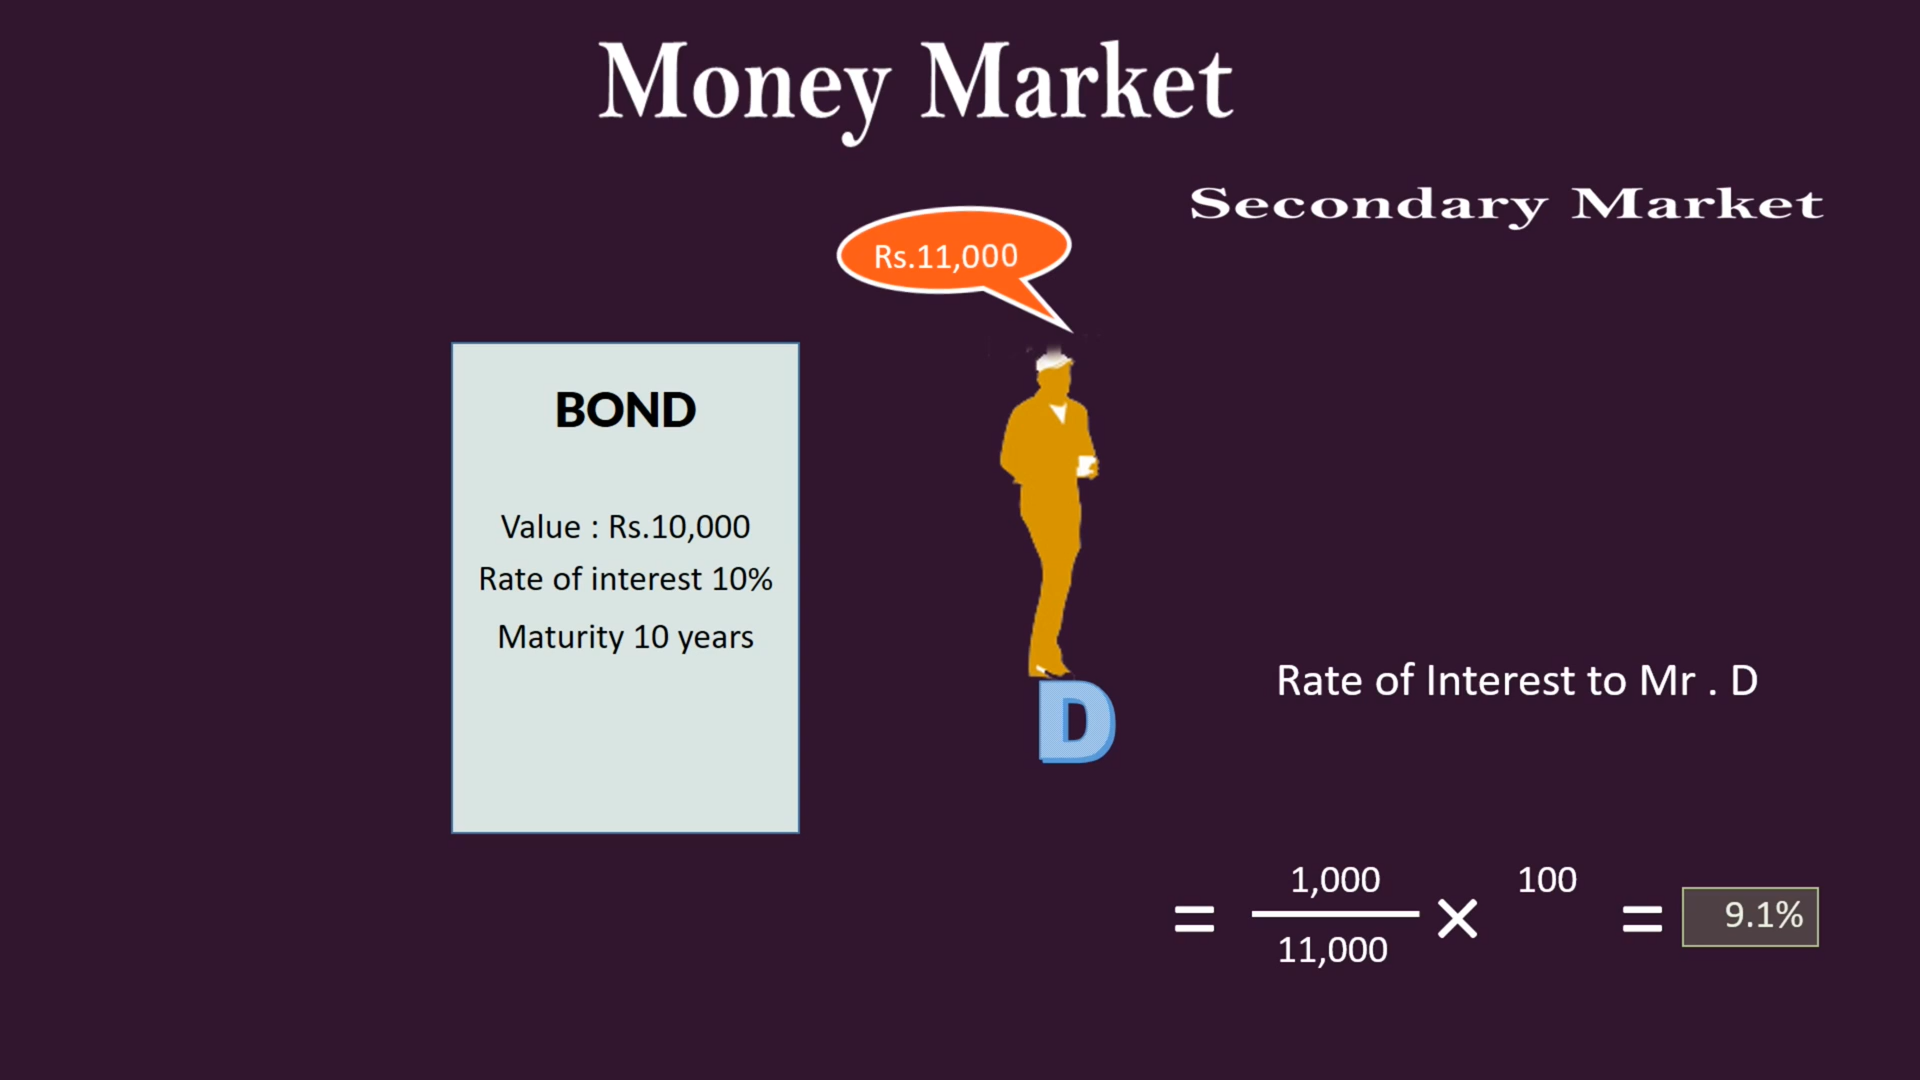 Money Market
Secondary Market
Rs.11,000
BOND
Value : Rs.10,000
Rate of interest 10%
Maturity 10 years
D
Rate of Interest to Mr . D
= 1,000 × 100 = 9.1%
11,000